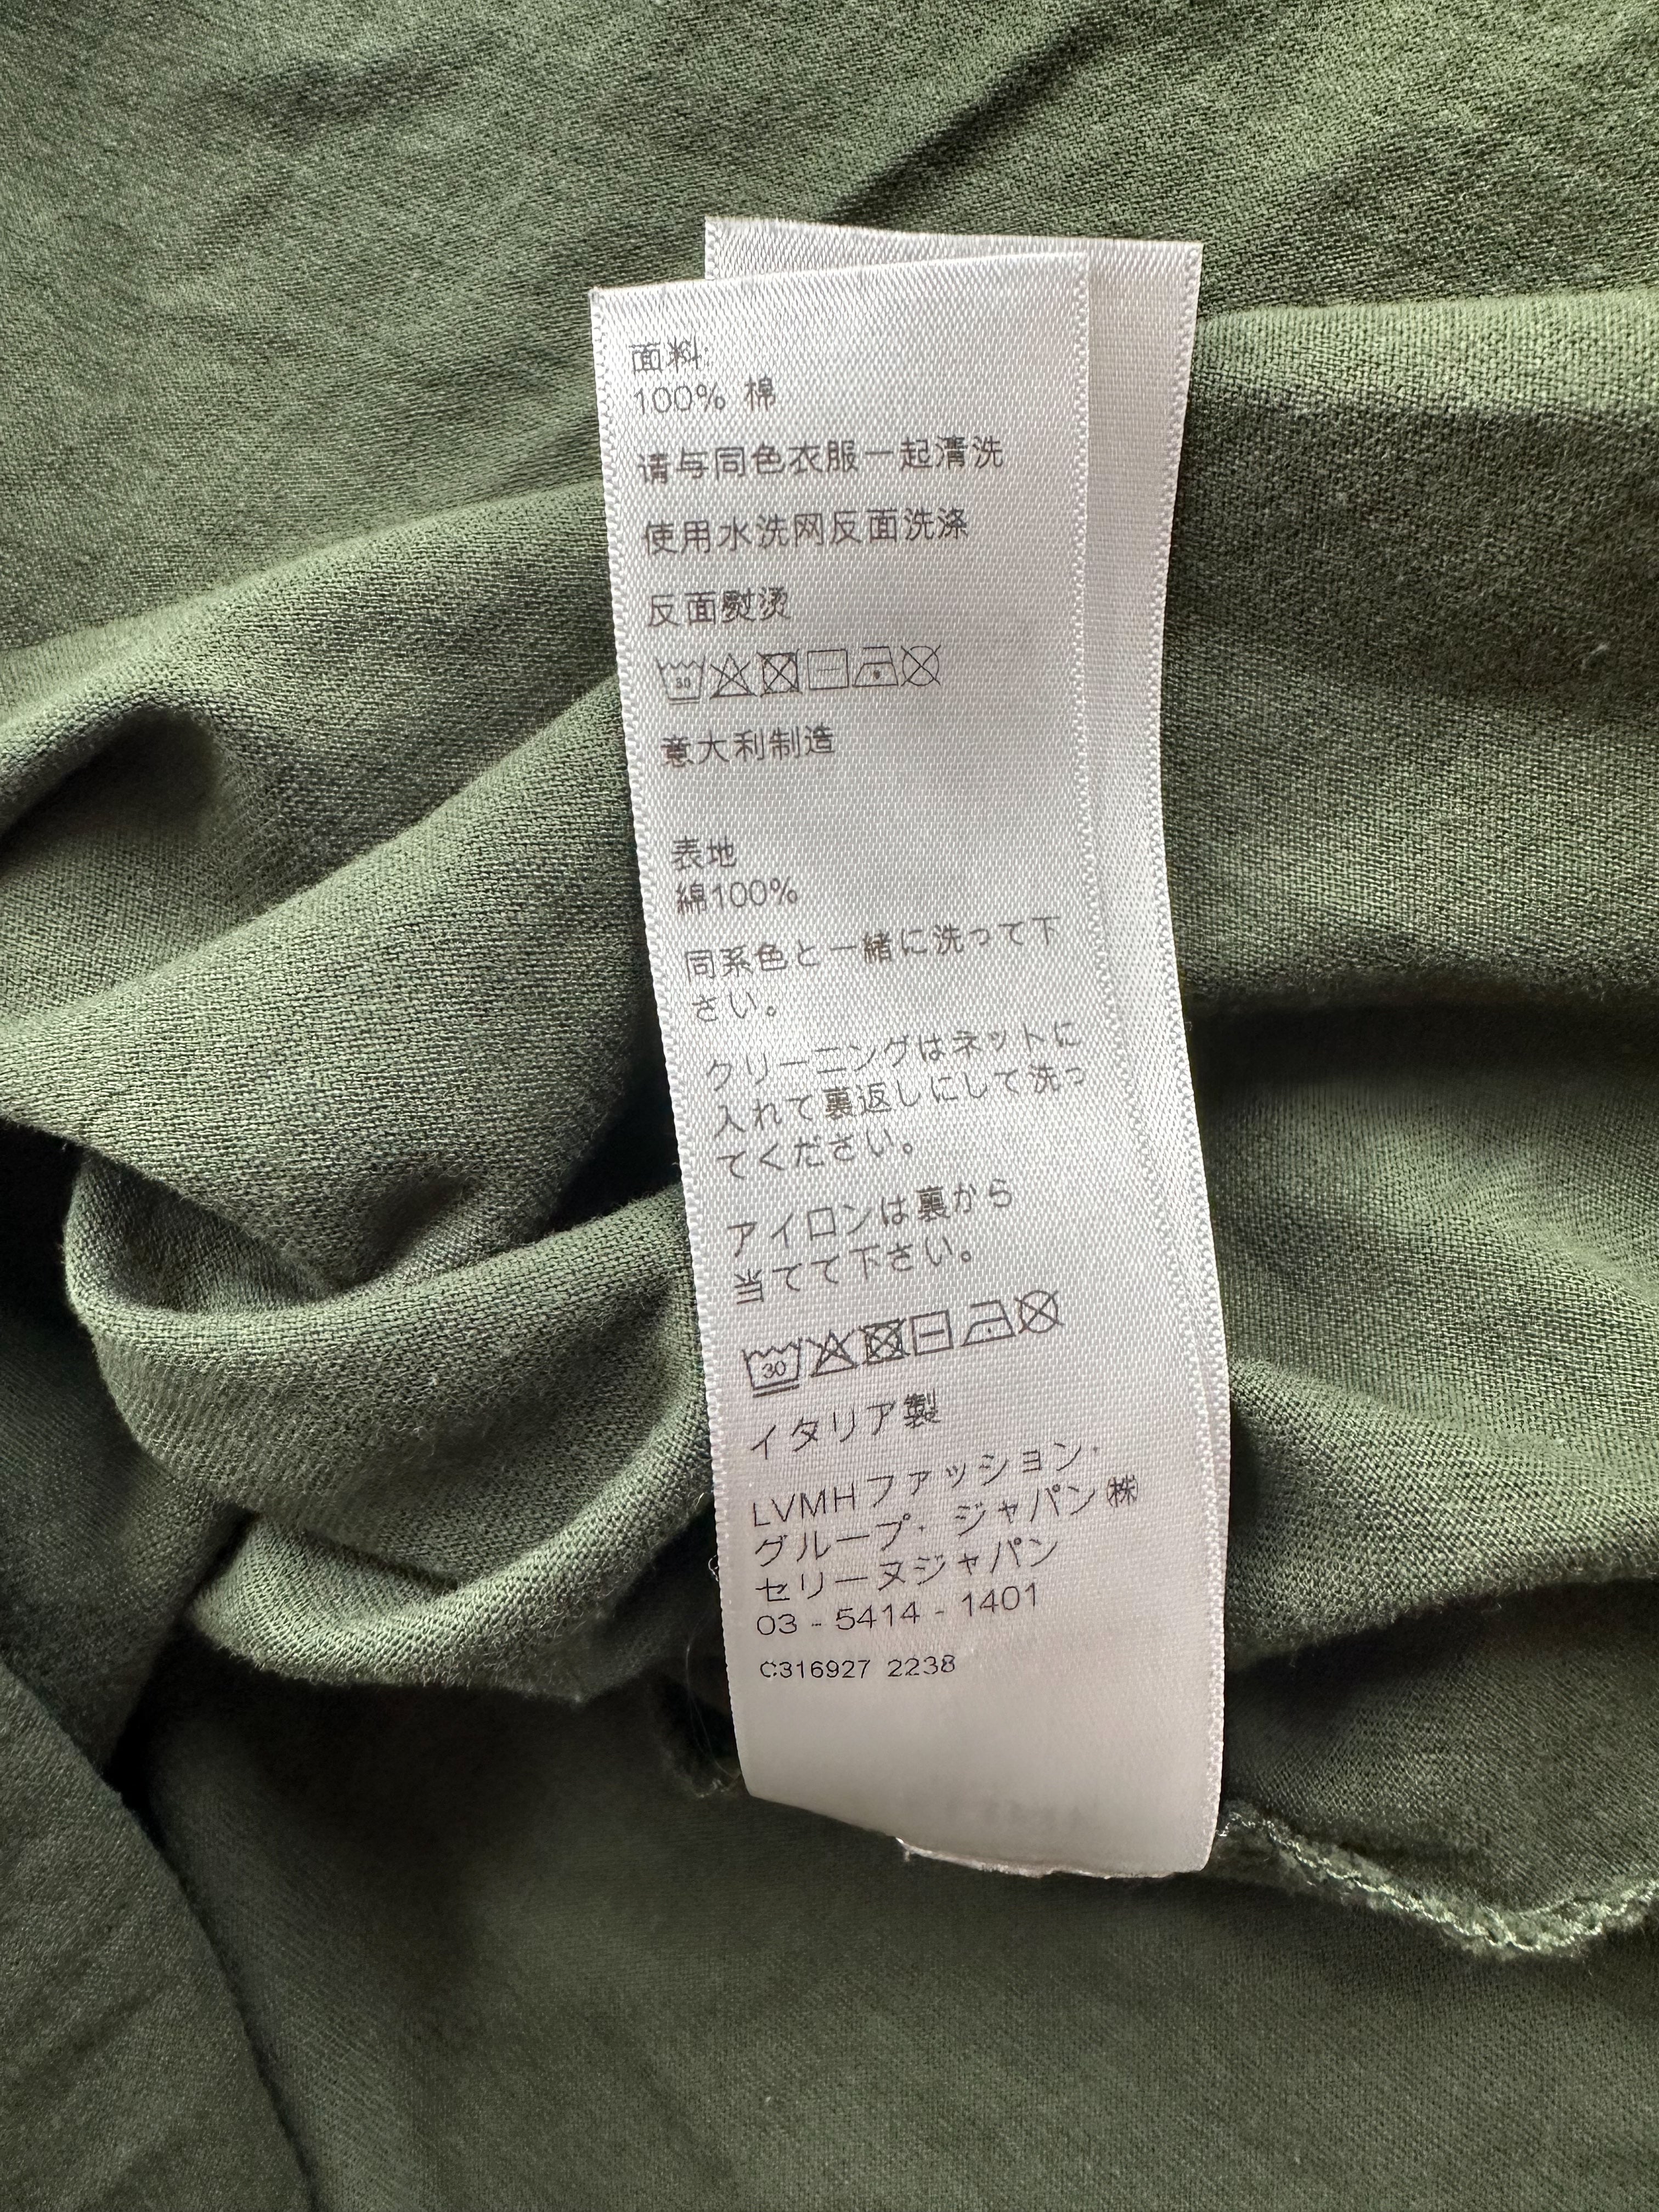 面料:
100% 棉
请与同色衣服一起清洗
使用水洗网反面洗涤
反面熨烫
30
意大利制造
表地
綿100%
同系色と一緒に洗って下
さい。
クリーニングはネットに
入れて裏返しにして洗っ
てください。
アイロンは裏から
当てて下さい。
30
イタリア製
LVMHファッション・
グループ・ジャパン㈱
セリーヌジャパン
03 - 5414 - 1401
C316927 2238